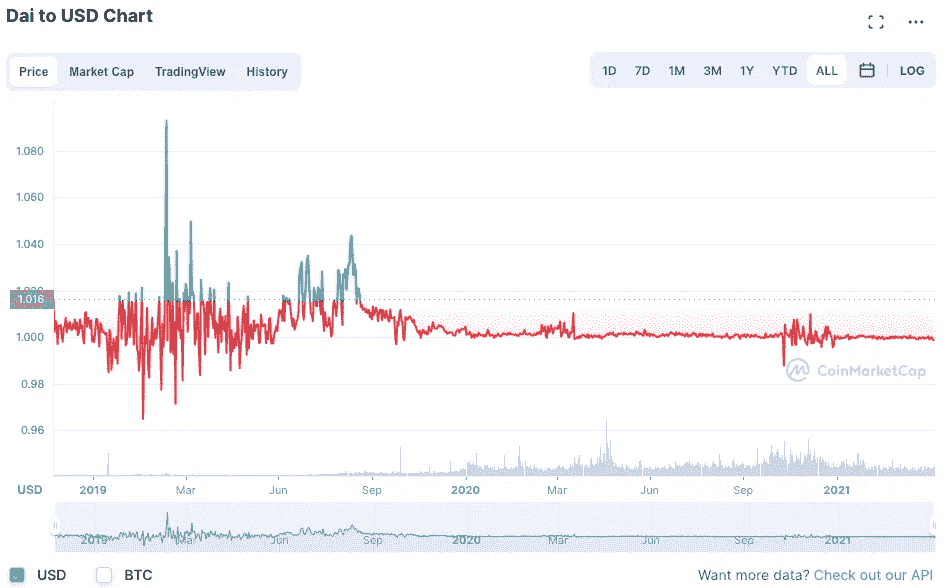 Dai to USD Chart
Price Market Cap TradingView History
1D 7D 1M 3M 1Y YTD ALL LOG
1.080
1.060
1.040
1.016
1.000
0.98
0.96
CoinMarketCap
USD 2019 Mar Jun Sep 2020 Mar Jun Sep 2021
2019 Mar Jun Sep 2020 Mar Jun Sep 2021
USD BTC
Want more data? Check out our API